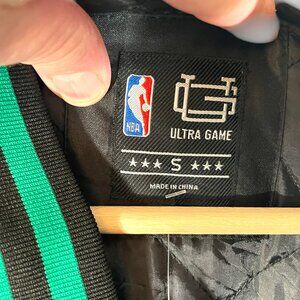 NBA
ULTRA GAME
★★★ S ★★★
MADE IN CHINA